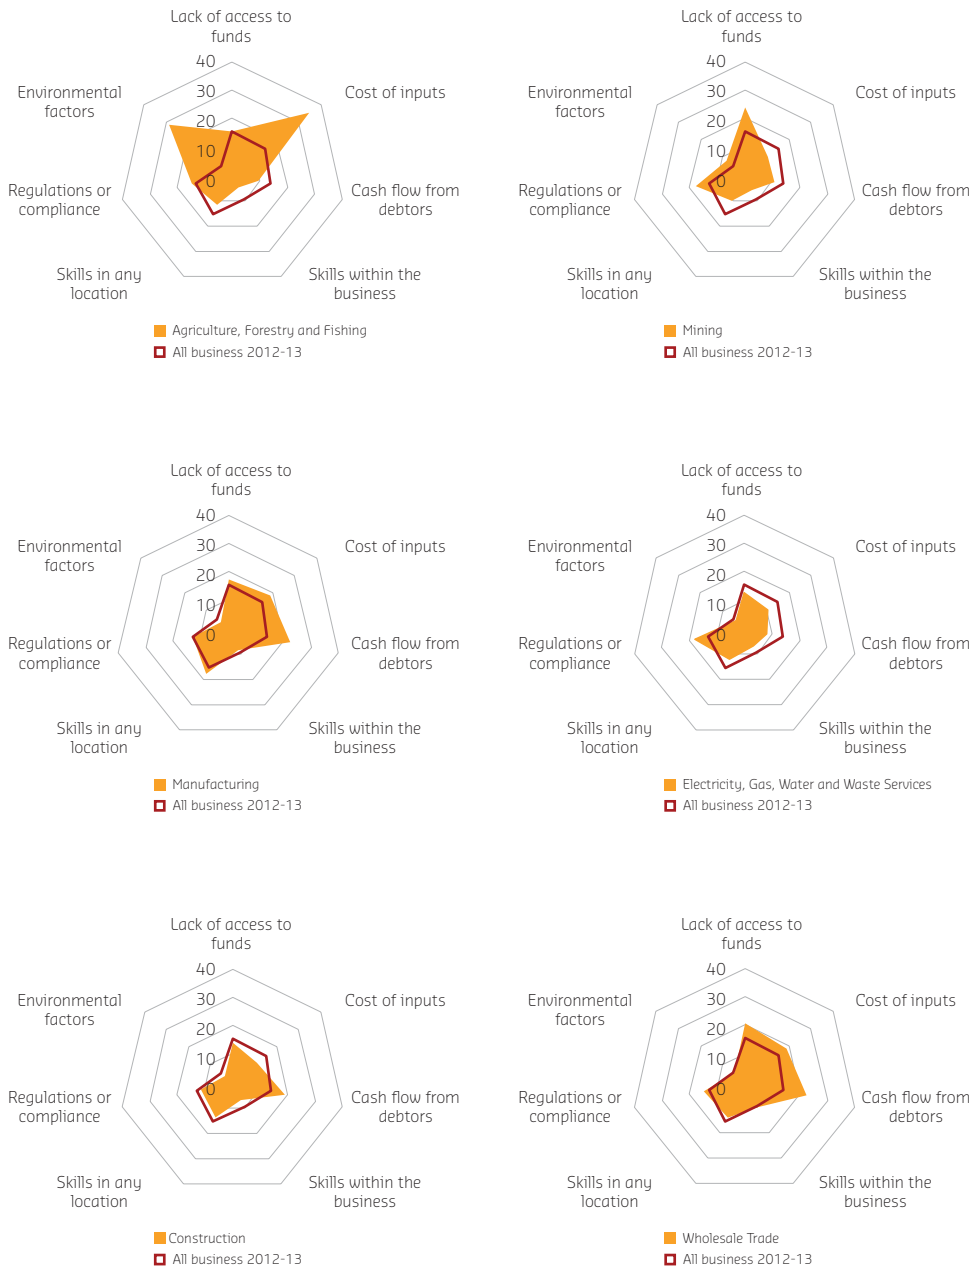 Lack of access to
funds
40
30
20
10
0
Environmental
factors
Cost of inputs
Regulations or
compliance
Cash flow from
debtors
Skills in any
location
Skills within the
business
Agriculture, Forestry and Fishing
All business 2012-13
Lack of access to
funds
40
30
20
10
0
Environmental
factors
Cost of inputs
Regulations or
compliance
Cash flow from
debtors
Skills in any
location
Skills within the
business
Mining
All business 2012-13
Lack of access to
funds
40
30
20
10
0
Environmental
factors
Cost of inputs
Regulations or
compliance
Cash flow from
debtors
Skills in any
location
Skills within the
business
Manufacturing
All business 2012-13
Lack of access to
funds
40
30
20
10
0
Environmental
factors
Cost of inputs
Regulations or
compliance
Cash flow from
debtors
Skills in any
location
Skills within the
business
Electricity, Gas, Water and Waste Services
All business 2012-13
Lack of access to
funds
40
30
20
10
0
Environmental
factors
Cost of inputs
Regulations or
compliance
Cash flow from
debtors
Skills in any
location
Skills within the
business
Construction
All business 2012-13
Lack of access to
funds
40
30
20
10
0
Environmental
factors
Cost of inputs
Regulations or
compliance
Cash flow from
debtors
Skills in any
location
Skills within the
business
Wholesale Trade
All business 2012-13